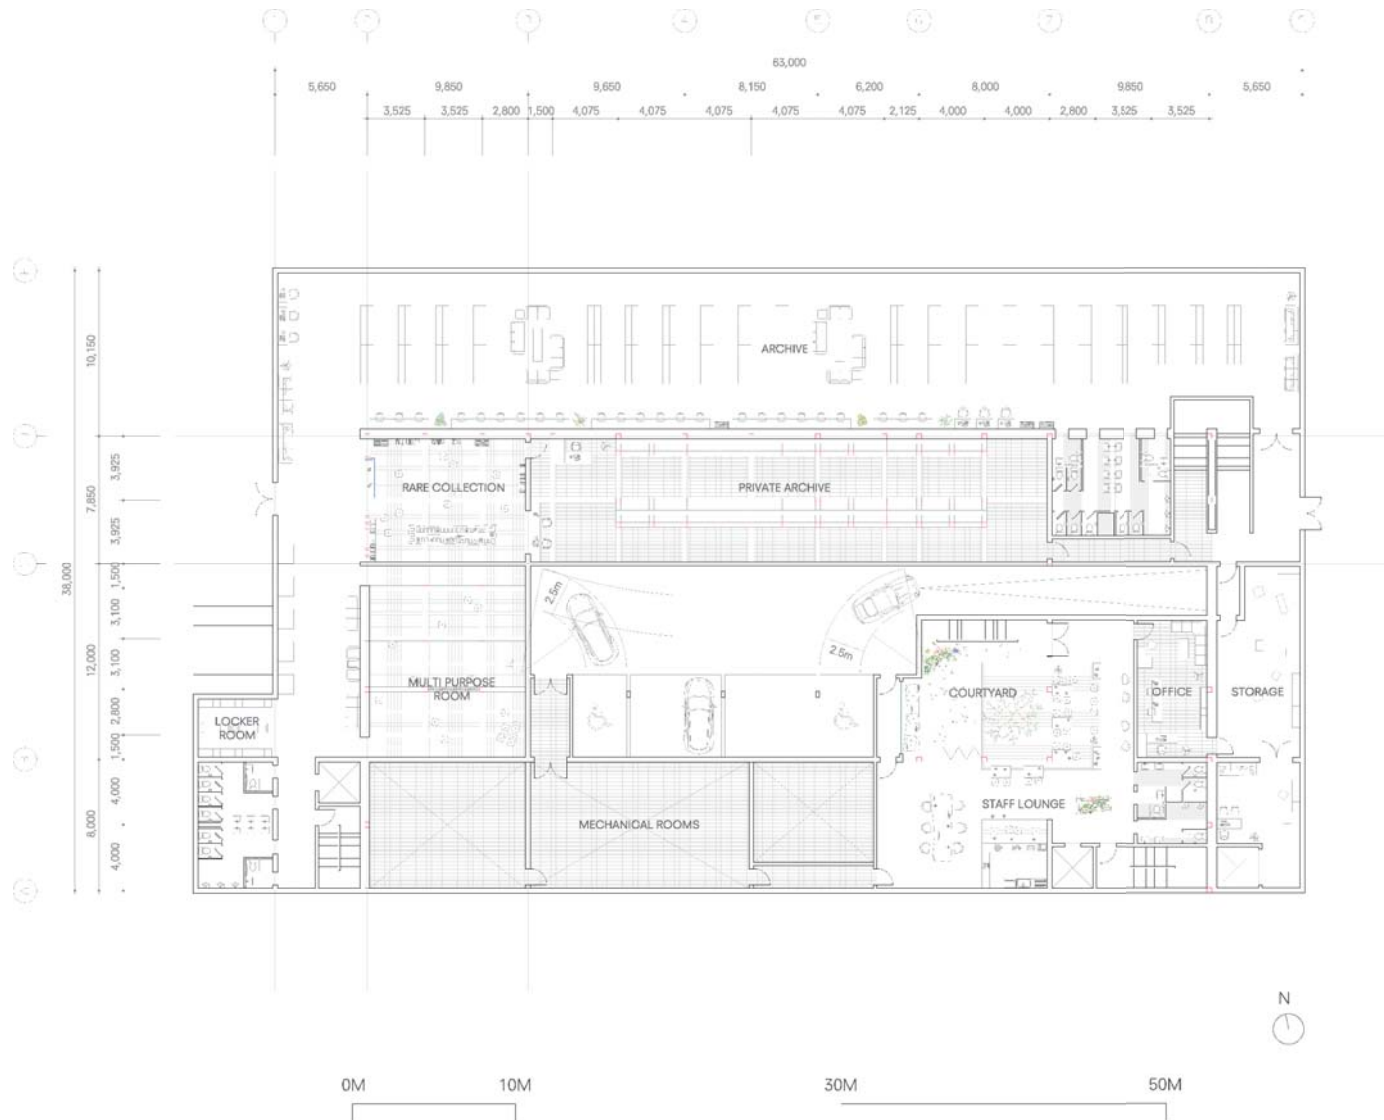 63,000
5,650 9,850 9,650 8,150 6,200 8,000 9,850 5,650
3,525 3,525 2,800 1,500 4,075 4,075 4,075 4,075 4,075 2,125 4,000 4,000 2,800 3,525 3,525
38,000
10,150
7,850
12,000
8,000
3,925
3,925
1,500
3,100
3,100
2,800
1,500
4,000
4,000
ARCHIVE
RARE COLLECTION
PRIVATE ARCHIVE
2.5m
2.5m
MULTI PURPOSE
ROOM
COURTYARD
OFFICE
STORAGE
LOCKER
ROOM
STAFF LOUNGE
MECHANICAL ROOMS
N
0M 10M 30M 50M